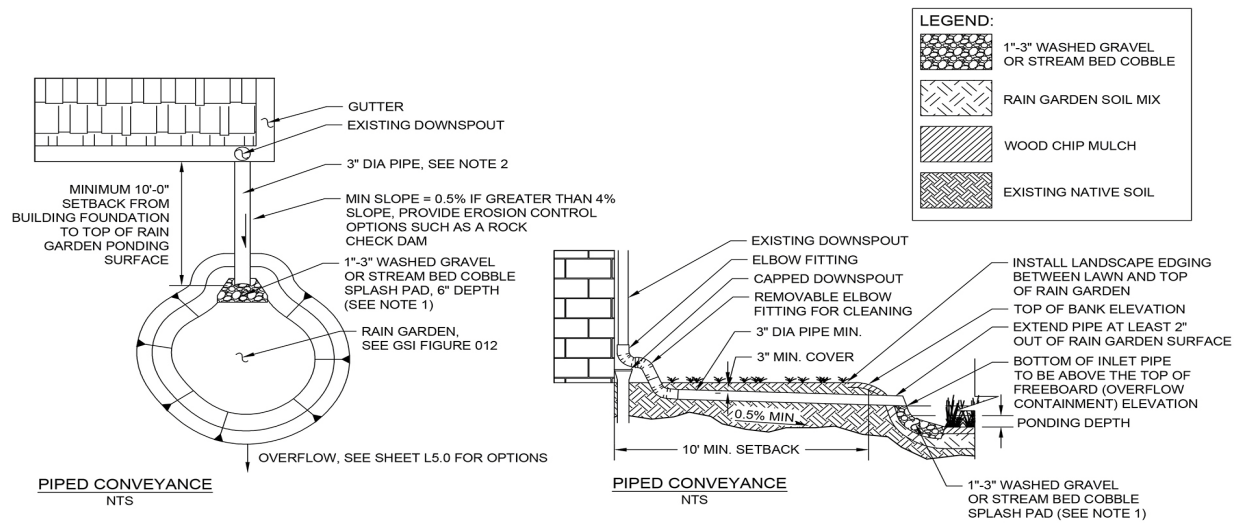 LEGEND:
1"-3" WASHED GRAVEL
OR STREAM BED COBBLE
RAIN GARDEN SOIL MIX
WOOD CHIP MULCH
EXISTING NATIVE SOIL
GUTTER
EXISTING DOWNSPOUT
3" DIA PIPE, SEE NOTE 2
MINIMUM 10'-0"
SETBACK FROM
BUILDING FOUNDATION
TO TOP OF RAIN
GARDEN PONDING
SURFACE
MIN SLOPE = 0.5% IF GREATER THAN 4%
SLOPE, PROVIDE EROSION CONTROL
OPTIONS SUCH AS A ROCK
CHECK DAM
1"-3" WASHED GRAVEL
OR STREAM BED COBBLE
SPLASH PAD, 6" DEPTH
(SEE NOTE 1)
RAIN GARDEN,
SEE GSI FIGURE 012
OVERFLOW, SEE SHEET L5.0 FOR OPTIONS
PIPED CONVEYANCE
NTS
EXISTING DOWNSPOUT
ELBOW FITTING
CAPPED DOWNSPOUT
REMOVABLE ELBOW
FITTING FOR CLEANING
3" DIA PIPE MIN.
3" MIN. COVER
0.5% MIN
10' MIN. SETBACK
INSTALL LANDSCAPE EDGING
BETWEEN LAWN AND TOP
OF RAIN GARDEN
TOP OF BANK ELEVATION
EXTEND PIPE AT LEAST 2"
OUT OF RAIN GARDEN SURFACE
BOTTOM OF INLET PIPE
TO BE ABOVE THE TOP OF
FREEBOARD (OVERFLOW
CONTAINMENT) ELEVATION
PONDING DEPTH
1"-3" WASHED GRAVEL
OR STREAM BED COBBLE
SPLASH PAD (SEE NOTE 1)
PIPED CONVEYANCE
NTS